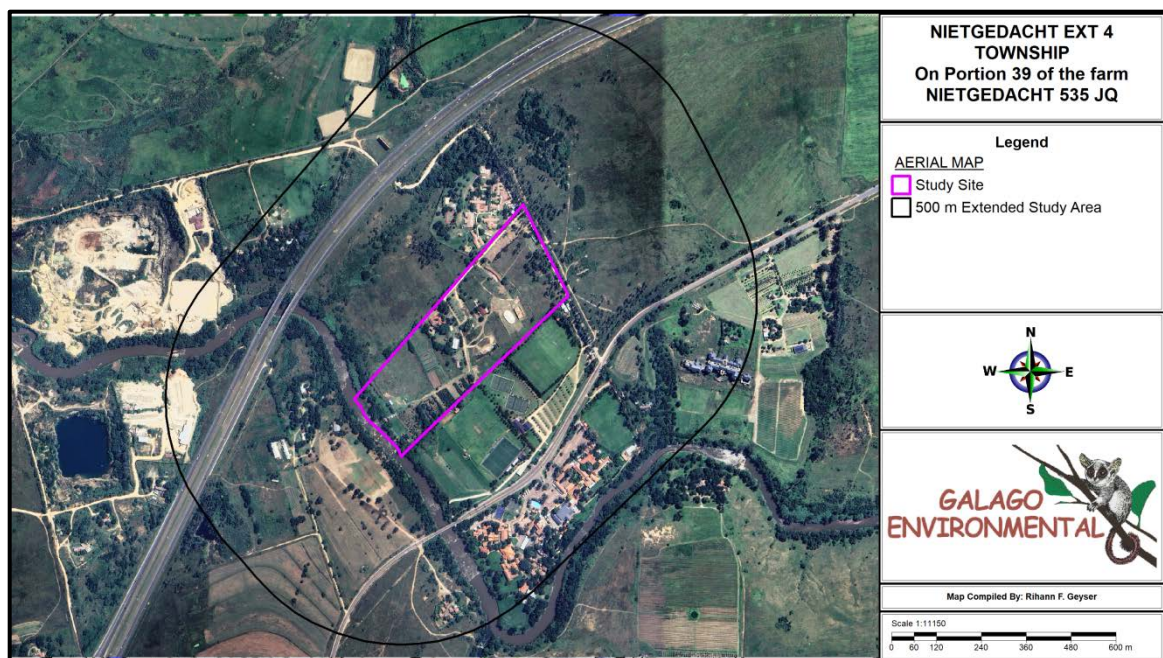 NIETGEDACHT EXT 4
TOWNSHIP
On Portion 39 of the farm
NIETGEDACHT 535 JQ
Legend
AERIAL MAP
Study Site
500 m Extended Study Area
N
W E
S
GALAGO
ENVIRONMENTAL
Map Compiled By: Rihann F. Geyser
Scale 1:11150
0 60 120 240 360 480 600 m